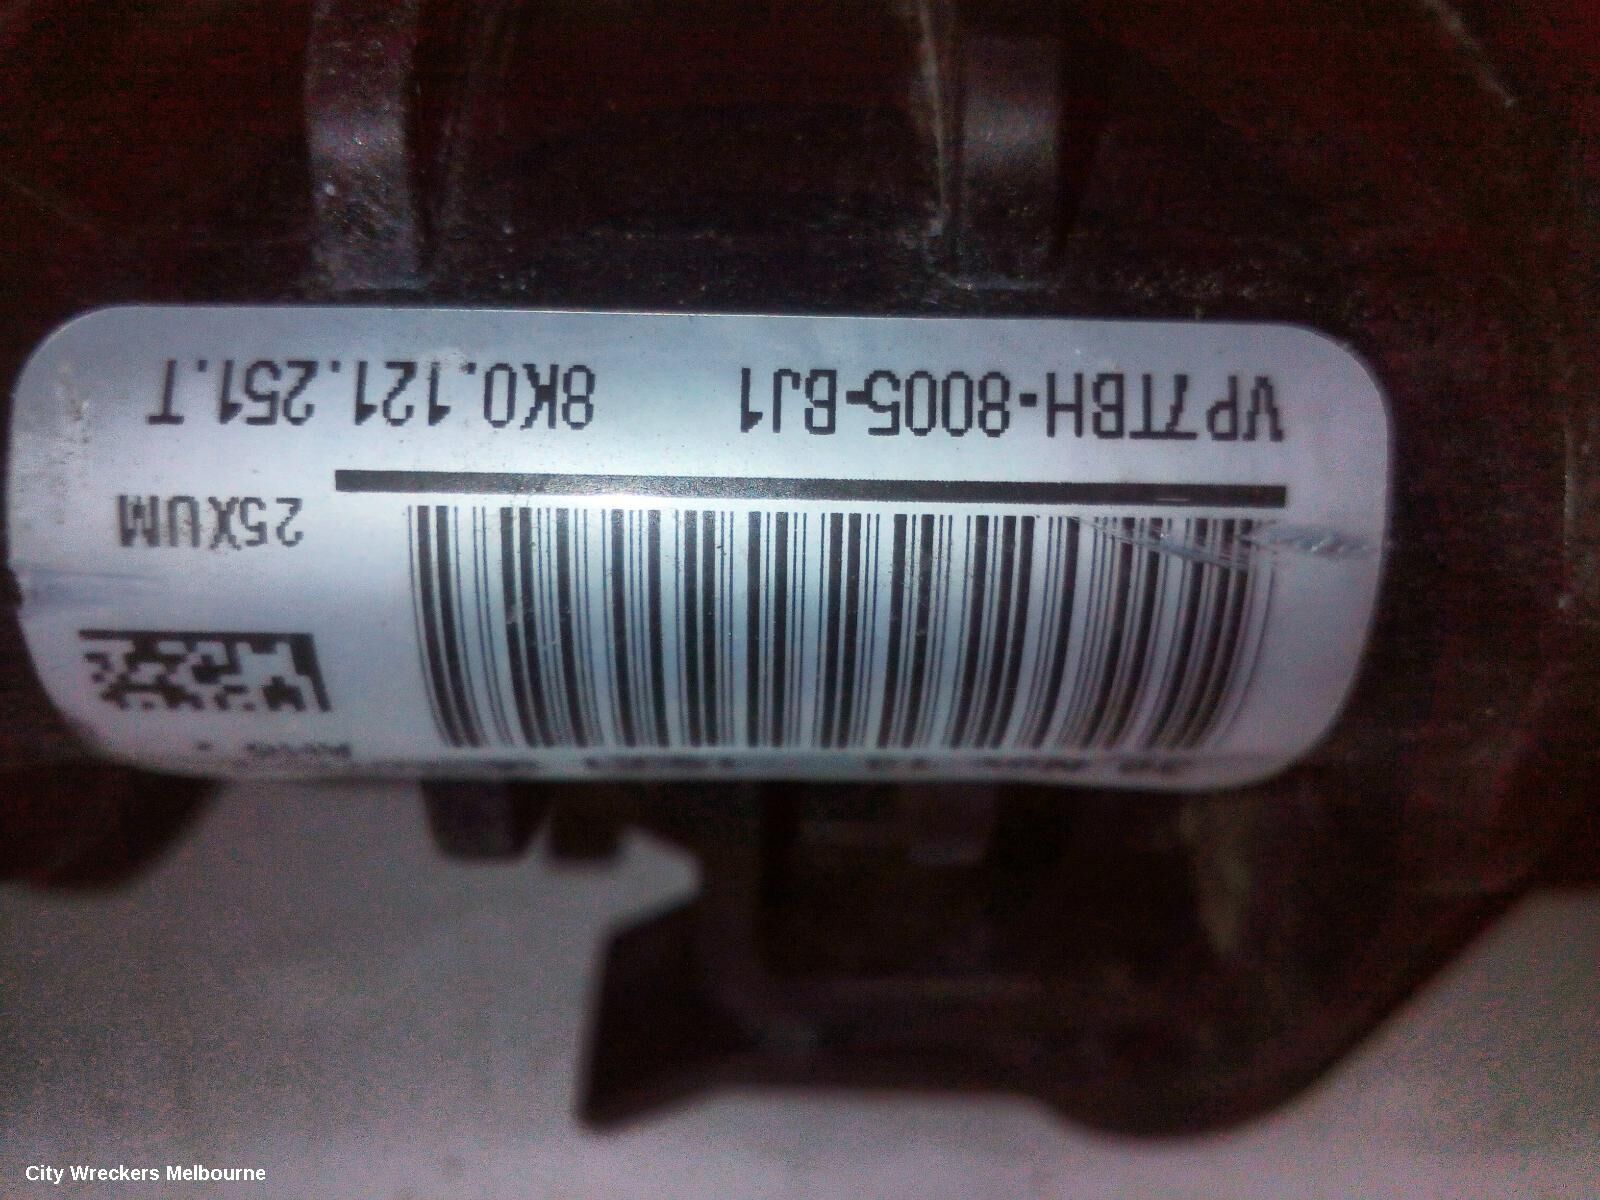 VP7TBH-8005-BJ1 8K0.121.251.T
25XUM
City Wreckers Melbourne